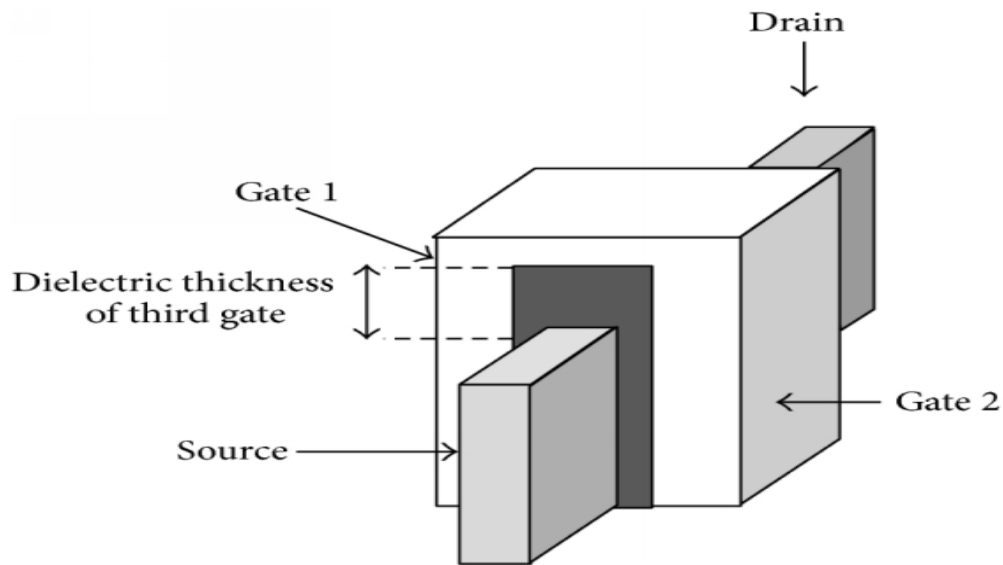 Drain
Gate 1
Dielectric thickness
of third gate
Gate 2
Source